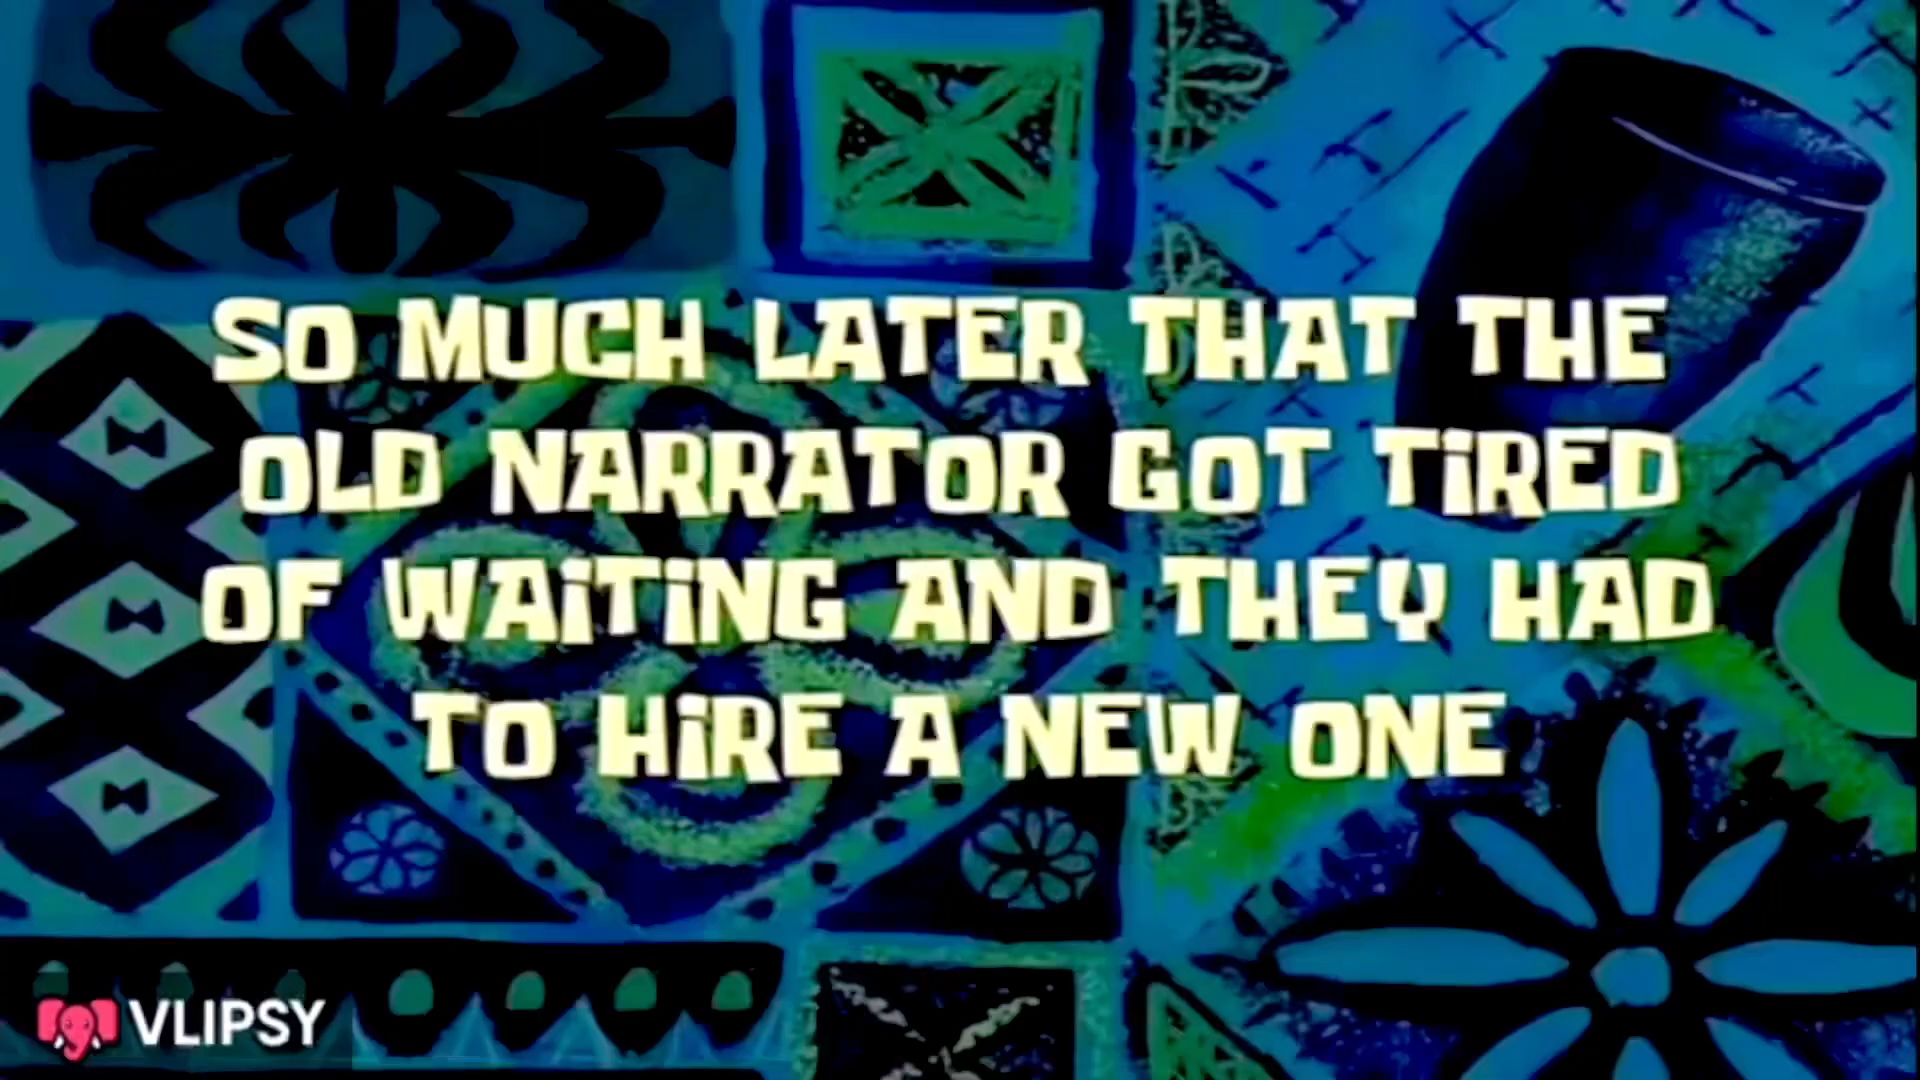 SO MUCH LATER THAT THE
OLD NARRATOR GOT TiRED
OF WAiTiNG AND THEY HAD
TO HiRE A NEW ONE
VLIPSY